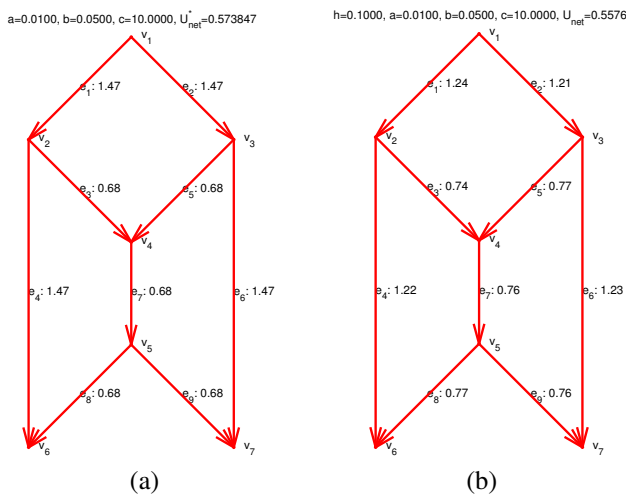 a=0.0100, b=0.0500, c=10.0000, U*net=0.573847
v1
e1: 1.47
e2: 1.47
v2
v3
e3: 0.68
e5: 0.68
v4
e4: 1.47
e7: 0.68
e6: 1.47
v5
e8: 0.68
e9: 0.68
v6
v7
(a)
h=0.1000, a=0.0100, b=0.0500, c=10.0000, Unet=0.5576
v1
e1: 1.24
e2: 1.21
v2
v3
e3: 0.74
e5: 0.77
v4
e4: 1.22
e7: 0.76
e6: 1.23
v5
e8: 0.77
e9: 0.76
v6
v7
(b)